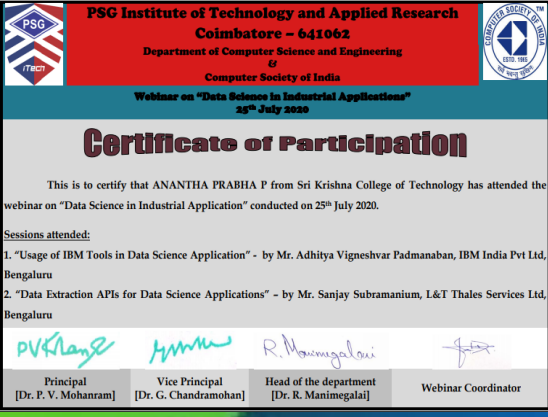 PSG
iTech
PSG Institute of Technology and Applied Research
Coimbatore – 641062
Department of Computer Science and Engineering
&
Computer Society of India
COMPUTER SOCIETY OF INDIA
TM
ESTD. 1965
Webinar on “Data Science in Industrial Applications”
25th July 2020
Certificate of Participation
This is to certify that ANANTHA PRABHA P from Sri Krishna College of Technology has attended the
webinar on “Data Science in Industrial Application” conducted on 25th July 2020.
Sessions attended:
1. “Usage of IBM Tools in Data Science Application” - by Mr. Adhitya Vigneshvar Padmanaban, IBM India Pvt Ltd,
Bengaluru
2. “Data Extraction APIs for Data Science Applications” – by Mr. Sanjay Subramanium, L&T Thales Services Ltd,
Bengaluru
R. Manimegalai
Principal
[Dr. P. V. Mohanram]
Vice Principal
[Dr. G. Chandramohan]
Head of the department
[Dr. R. Manimegalai]
Webinar Coordinator